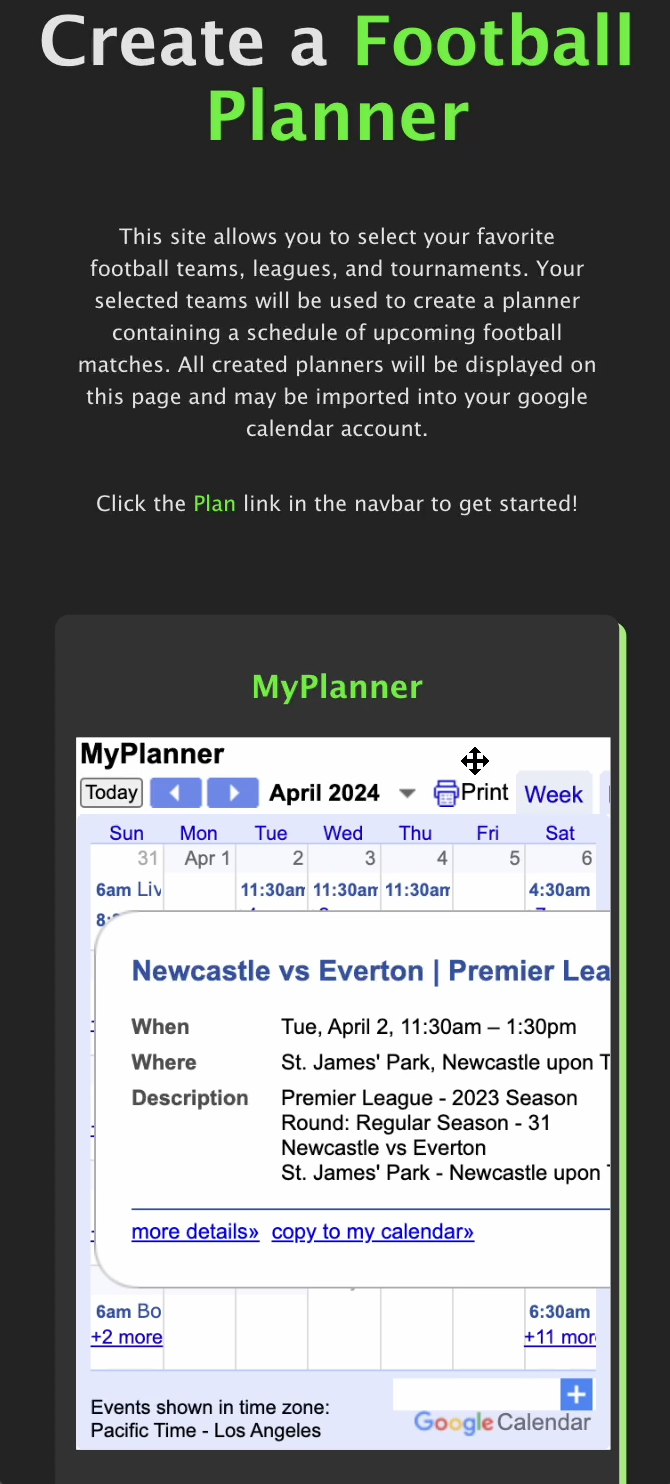 Create a Football
Planner
This site allows you to select your favorite
football teams, leagues, and tournaments. Your
selected teams will be used to create a planner
containing a schedule of upcoming football
matches. All created planners will be displayed on
this page and may be imported into your google
calendar account.
Click the Plan link in the navbar to get started!
MyPlanner
MyPlanner
Today April 2024 Print Week
Sun Mon Tue Wed Thu Fri Sat
31 Apr 1 2 3 4 5 6
6am Liv 11:30am 11:30am 11:30am 4:30am
8:
Newcastle vs Everton | Premier Lea
When Tue, April 2, 11:30am – 1:30pm
Where St. James' Park, Newcastle upon T
Description Premier League - 2023 Season
Round: Regular Season - 31
Newcastle vs Everton
St. James' Park - Newcastle upon T
more details» copy to my calendar»
6am Bo 6:30am
+2 more +11 more
Events shown in time zone:
Pacific Time - Los Angeles
+
Google Calendar